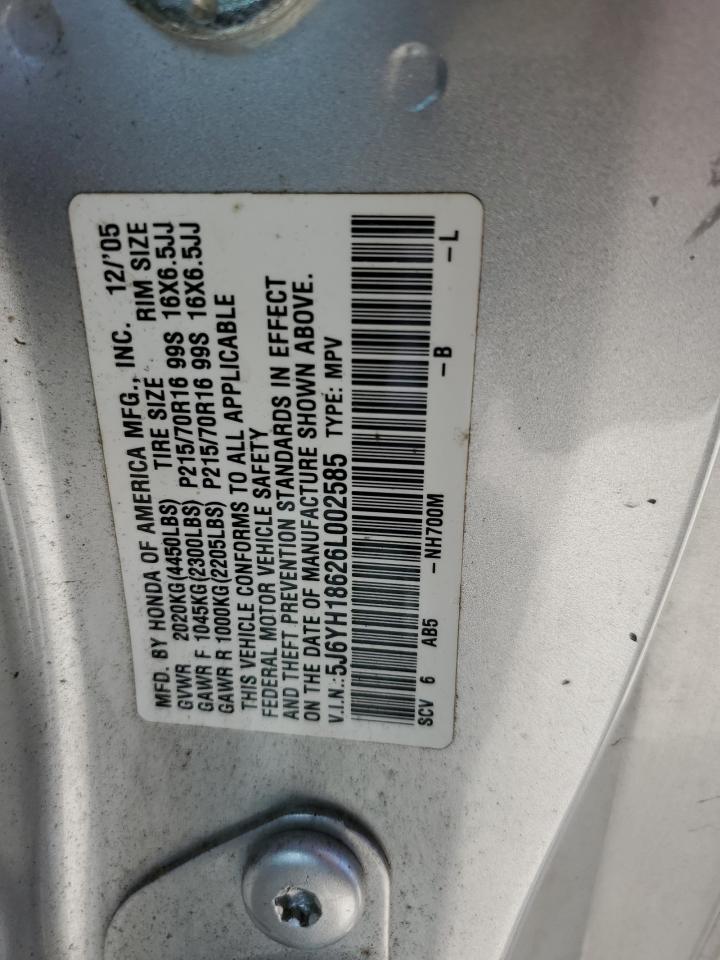 MFD. BY HONDA OF AMERICA MFG., INC. 12/'05
GVWR 2020KG(4450LBS) TIRE SIZE RIM SIZE
GAWR F 1045KG(2300LBS) P215/70R16 99S 16X6.5JJ
GAWR R 1000KG(2205LBS) P215/70R16 99S 16X6.5JJ
THIS VEHICLE CONFORMS TO ALL APPLICABLE
FEDERAL MOTOR VEHICLE SAFETY
AND THEFT PREVENTION STANDARDS IN EFFECT
ON THE DATE OF MANUFACTURE SHOWN ABOVE.
V.I.N.:5J6YH18626L002585 TYPE: MPV
SCV 6 AB5 -NH700M -B -L